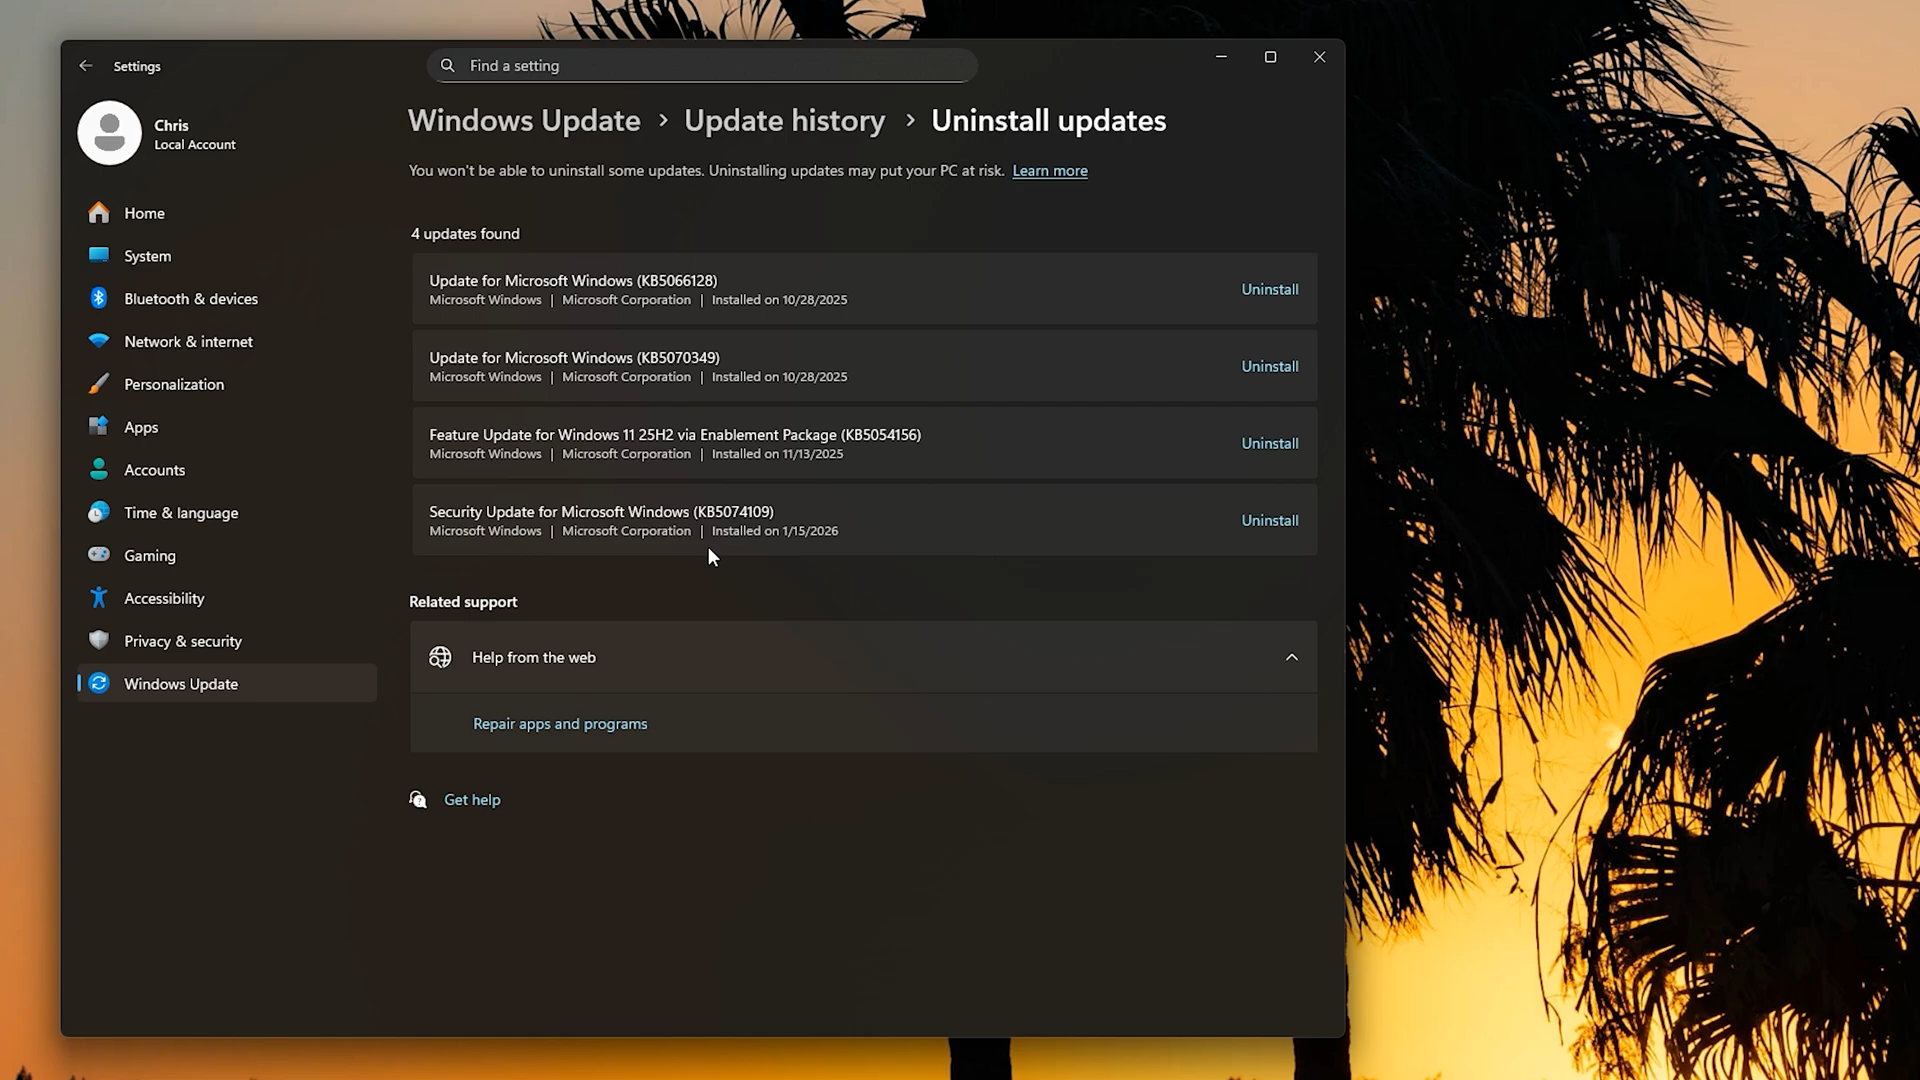 Settings
Find a setting
Chris
Local Account
Home
System
Bluetooth & devices
Network & internet
Personalization
Apps
Accounts
Time & language
Gaming
Accessibility
Privacy & security
Windows Update
Windows Update > Update history > Uninstall updates
You won't be able to uninstall some updates. Uninstalling updates may put your PC at risk. Learn more
4 updates found
Update for Microsoft Windows (KB5066128)
Microsoft Windows | Microsoft Corporation | Installed on 10/28/2025
Uninstall
Update for Microsoft Windows (KB5070349)
Microsoft Windows | Microsoft Corporation | Installed on 10/28/2025
Uninstall
Feature Update for Windows 11 25H2 via Enablement Package (KB5054156)
Microsoft Windows | Microsoft Corporation | Installed on 11/13/2025
Uninstall
Security Update for Microsoft Windows (KB5074109)
Microsoft Windows | Microsoft Corporation | Installed on 1/15/2026
Uninstall
Related support
Help from the web
Repair apps and programs
Get help